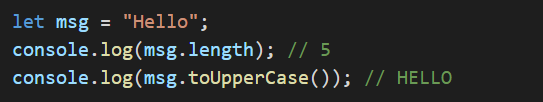 let msg = "Hello";
console.log(msg.length); // 5
console.log(msg.toUpperCase()); // HELLO